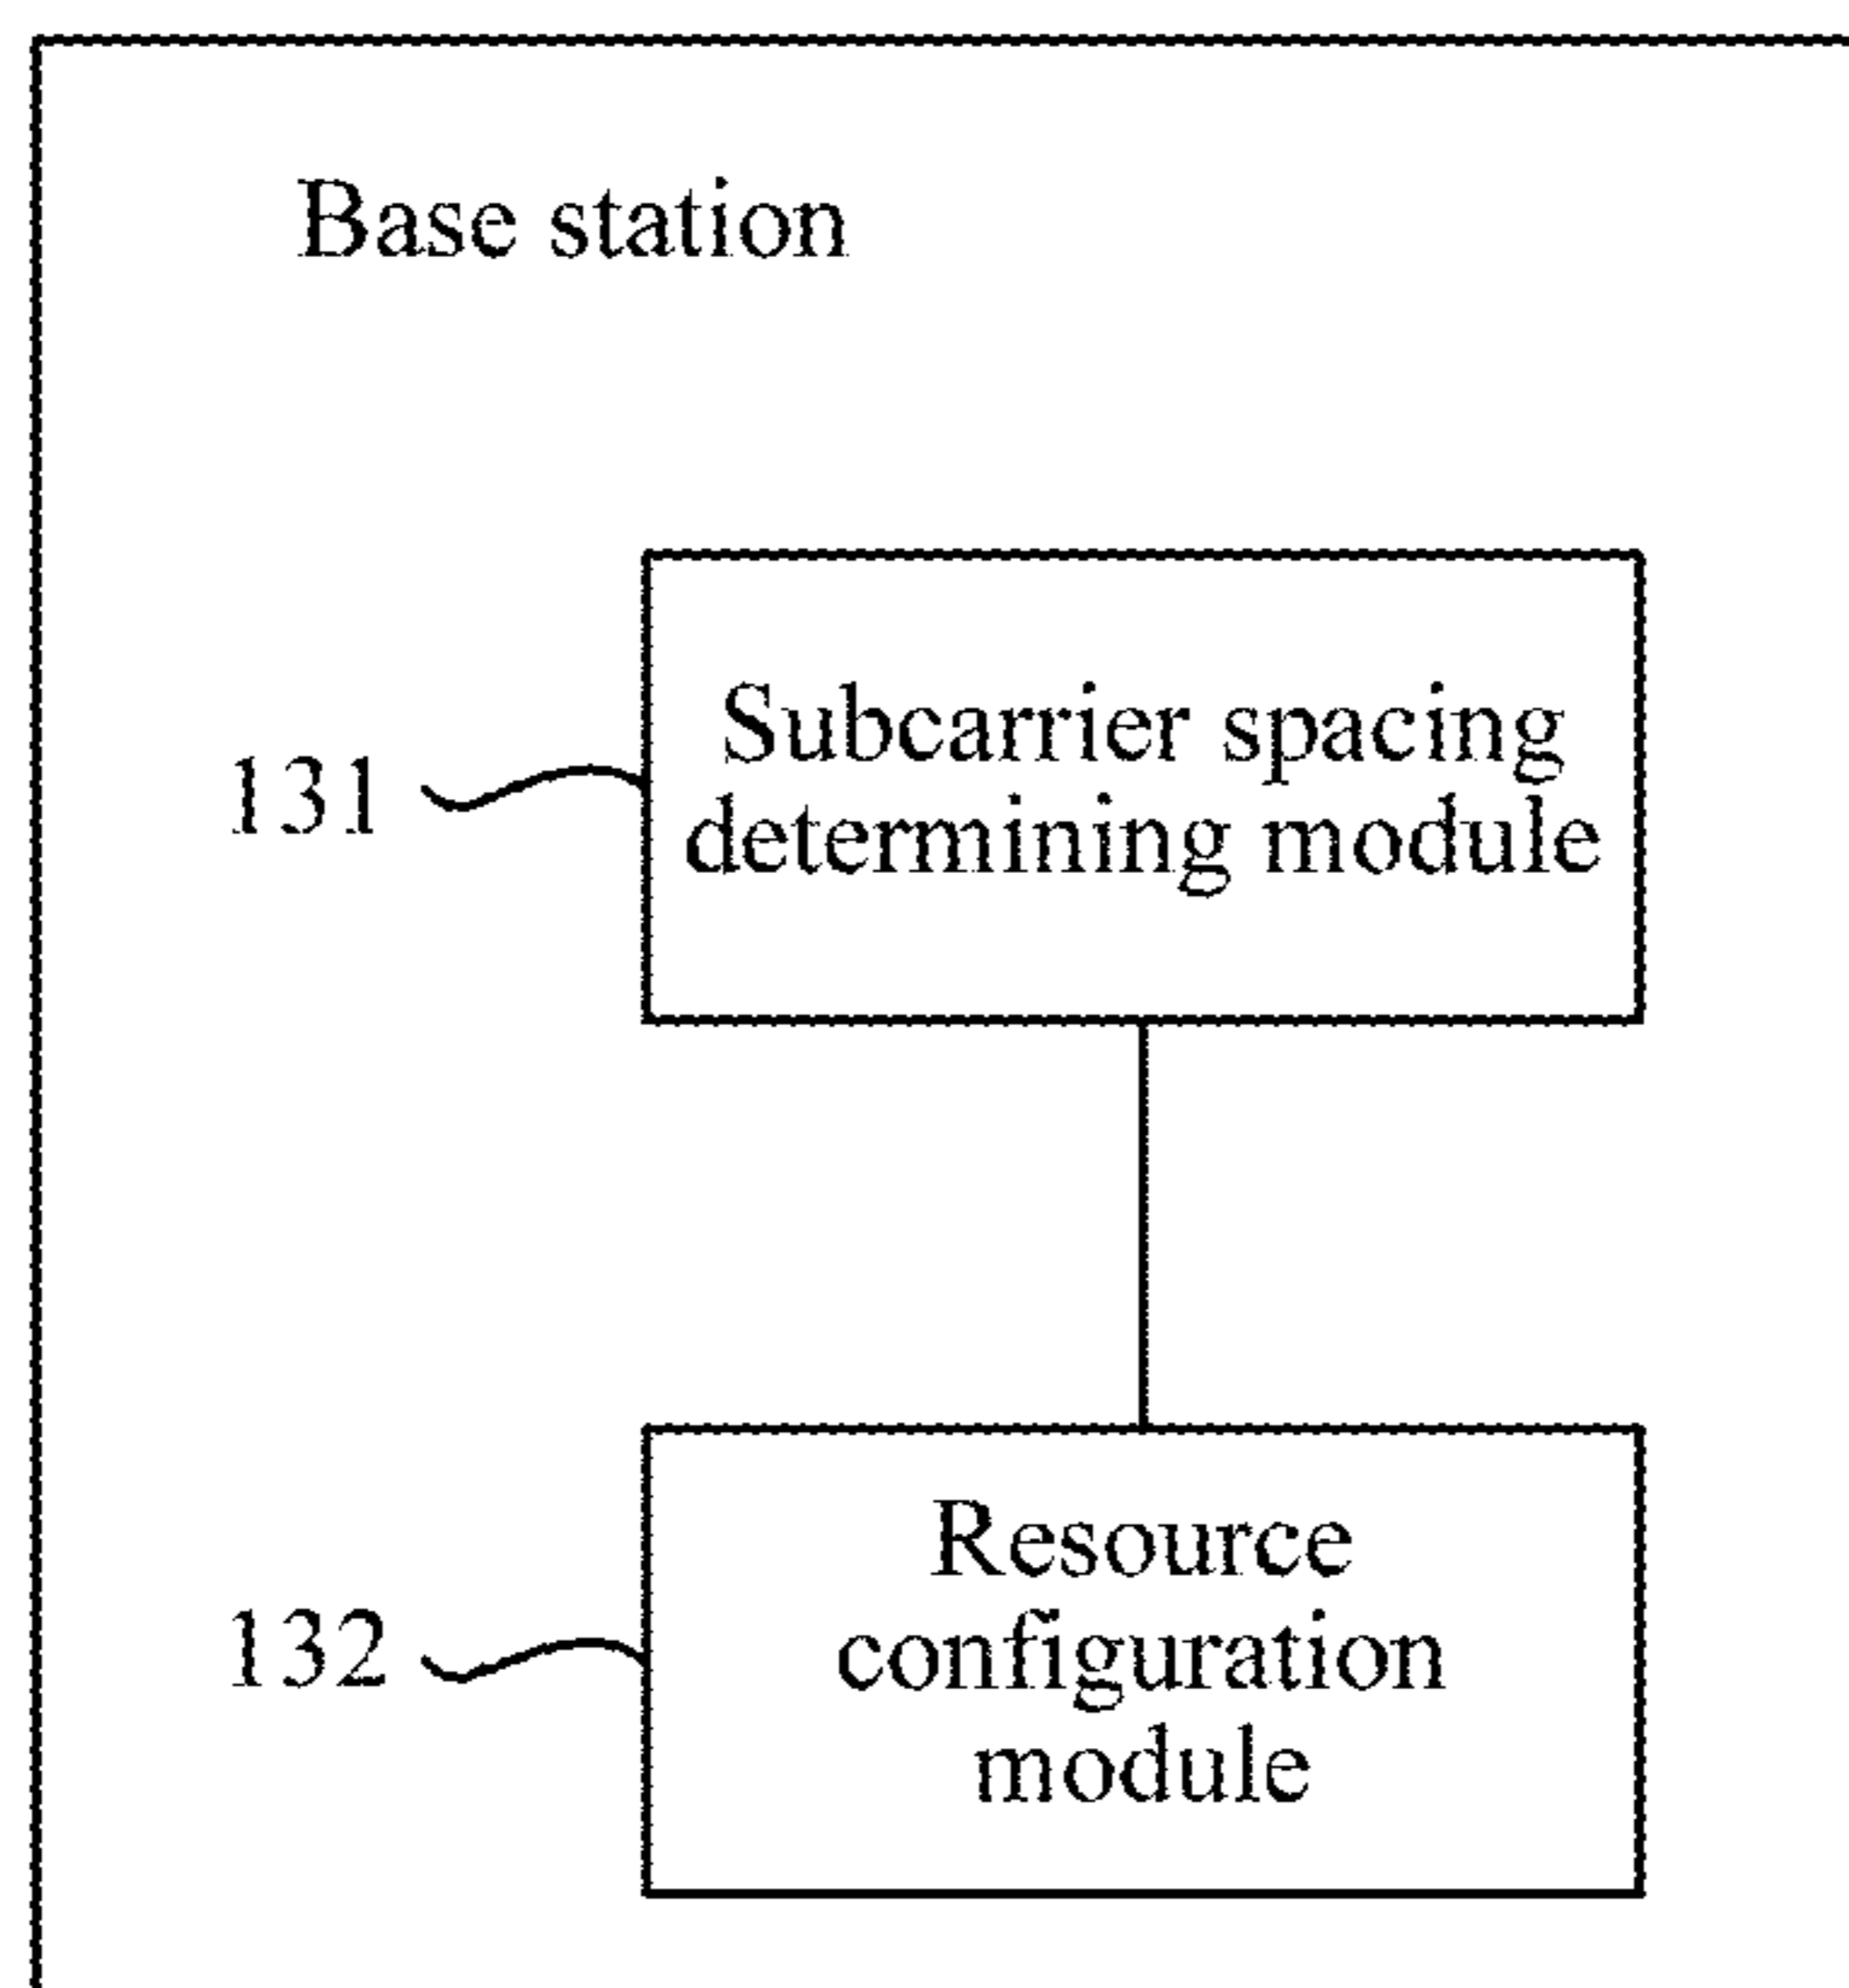 Base station
Subcarrier spacing
131
determining module
Resource
132
configuration
module